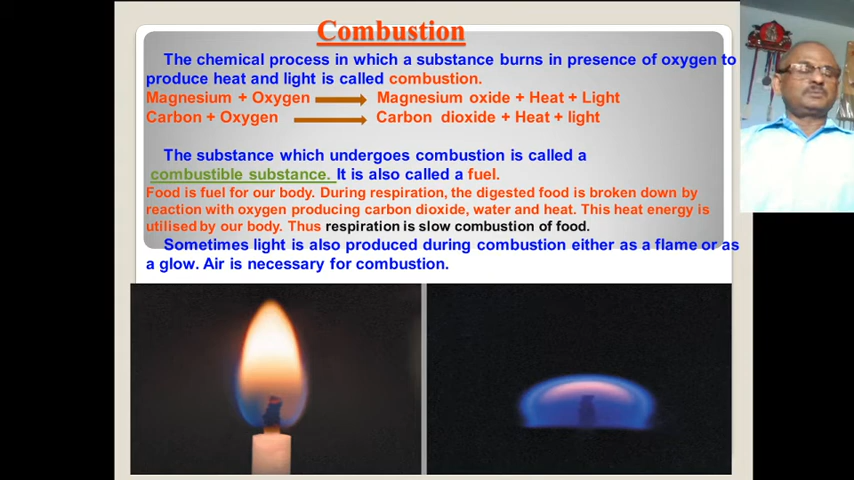 Combustion
The chemical process in which a substance burns in presence of oxygen to
produce heat and light is called combustion.
Magnesium + Oxygen Magnesium oxide + Heat + Light
Carbon + Oxygen Carbon dioxide + Heat + light
The substance which undergoes combustion is called a
combustible substance. It is also called a fuel.
Food is fuel for our body. During respiration, the digested food is broken down by
reaction with oxygen producing carbon dioxide, water and heat. This heat energy is
utilised by our body. Thus respiration is slow combustion of food.
Sometimes light is also produced during combustion either as a flame or as
a glow. Air is necessary for combustion.